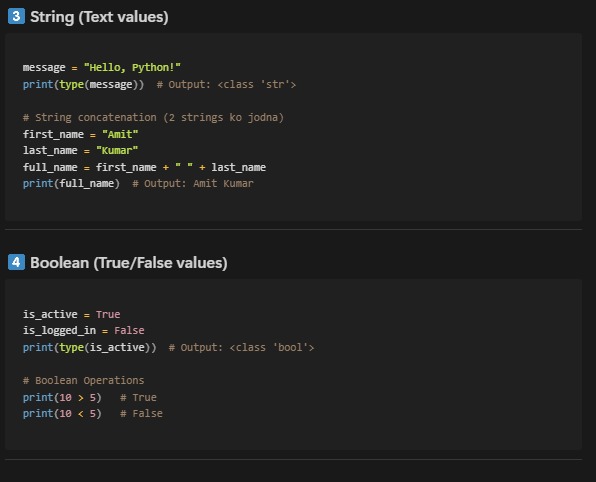 3 String (Text values)
message = "Hello, Python!"
print(type(message))  # Output: <class 'str'>
# String concatenation (2 strings ko jodna)
first_name = "Amit"
last_name = "Kumar"
full_name = first_name + " " + last_name
print(full_name)  # Output: Amit Kumar
4 Boolean (True/False values)
is_active = True
is_logged_in = False
print(type(is_active))  # Output: <class 'bool'>
# Boolean Operations
print(10 > 5)   # True
print(10 < 5)   # False